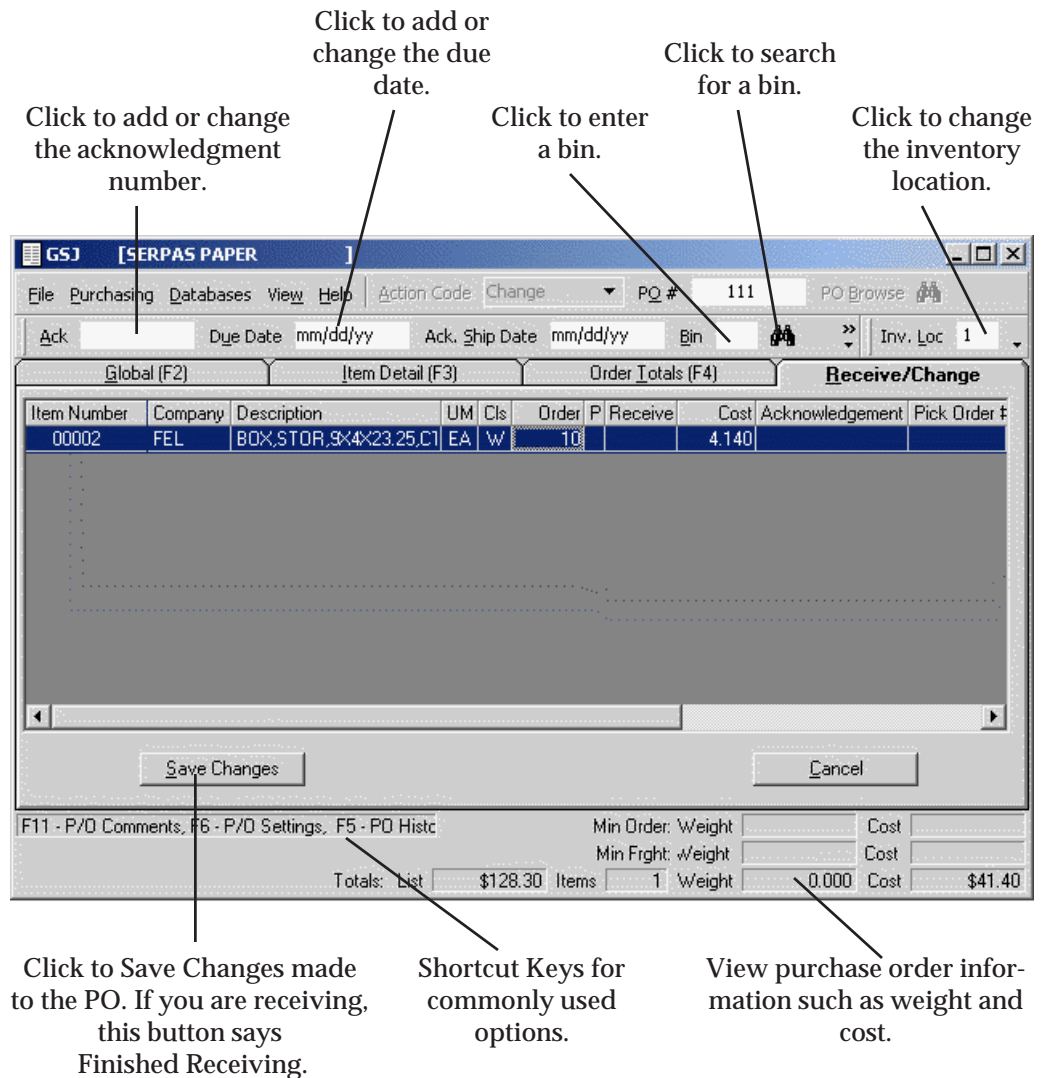 Click to add or
change the due
date.
Click to search
for a bin.
Click to add or change
the acknowledgment
number.
Click to enter
a bin.
Click to change
the inventory
location.
GSJ [SERPAS PAPER ]
File Purchasing Databases View Help Action Code Change PO # 111 PO Browse
Ack Due Date mm/dd/yy Ack. Ship Date mm/dd/yy Bin » Inv. Loc 1
Global (F2) Item Detail (F3) Order Totals (F4) Receive/Change
Item Number Company Description UM Cls Order P Receive Cost Acknowledgement Pick Order
00002 FEL BOX,STOR,9X4X23.25,CT EA W 10 4.140
Save Changes Cancel
F11 - P/O Comments, F6 - P/O Settings, F5 - PO Histc Min Order: Weight Cost
Min Frght: Weight Cost
Totals: List $128.30 Items 1 Weight 0.000 Cost $41.40
Click to Save Changes made
to the PO. If you are receiving,
this button says
Finished Receiving.
Shortcut Keys for
commonly used
options.
View purchase order infor-
mation such as weight and
cost.